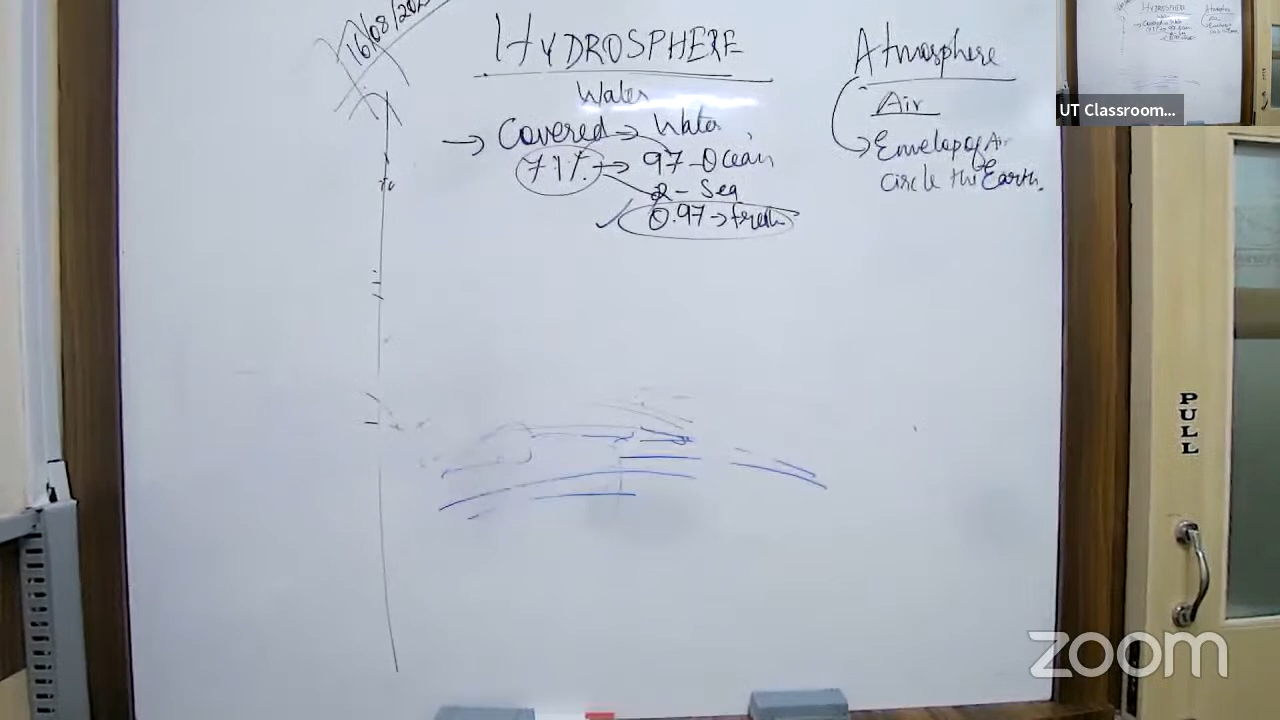 16/08/202
HYDROSPHERE
Water
→ Covered → Water,
71% → 97 - Ocean
2 - Sea
✓ 0.97 → fresh
Atmosphere
Air
→ Envelop of Air
circle the Earth.
UT Classroom...
PULL
zoom